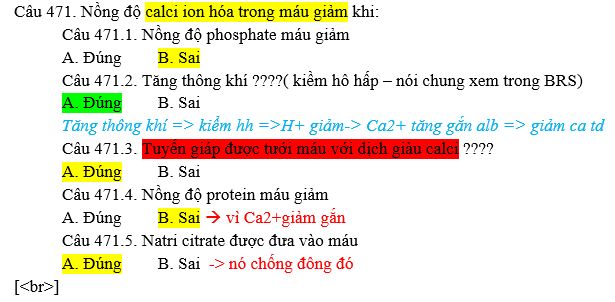 Câu 471. Nồng độ calci ion hóa trong máu giảm khi:
Câu 471.1. Nồng độ phosphate máu giảm
A. Đúng B. Sai
Câu 471.2. Tăng thông khí ????( kiềm hô hấp – nói chung xem trong BRS)
A. Đúng B. Sai
Tăng thông khí => kiềm hh =>H+ giảm-> Ca2+ tăng gắn alb => giảm ca td
Câu 471.3. Tuyến giáp được tưới máu với dịch giàu calci ????
A. Đúng B. Sai
Câu 471.4. Nồng độ protein máu giảm
A. Đúng B. Sai → vì Ca2+giảm gắn
Câu 471.5. Natri citrate được đưa vào máu
A. Đúng B. Sai -> nó chống đông đó
[<br>]